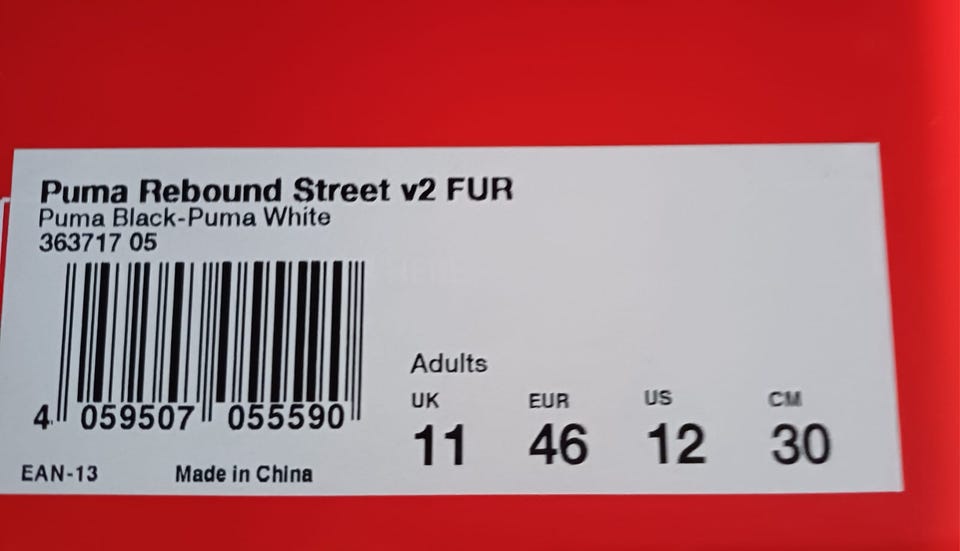 Puma Rebound Street v2 FUR
Puma Black-Puma White
363717 05
4 059507 055590
EAN-13 Made in China
Adults
UK EUR US CM
11 46 12 30